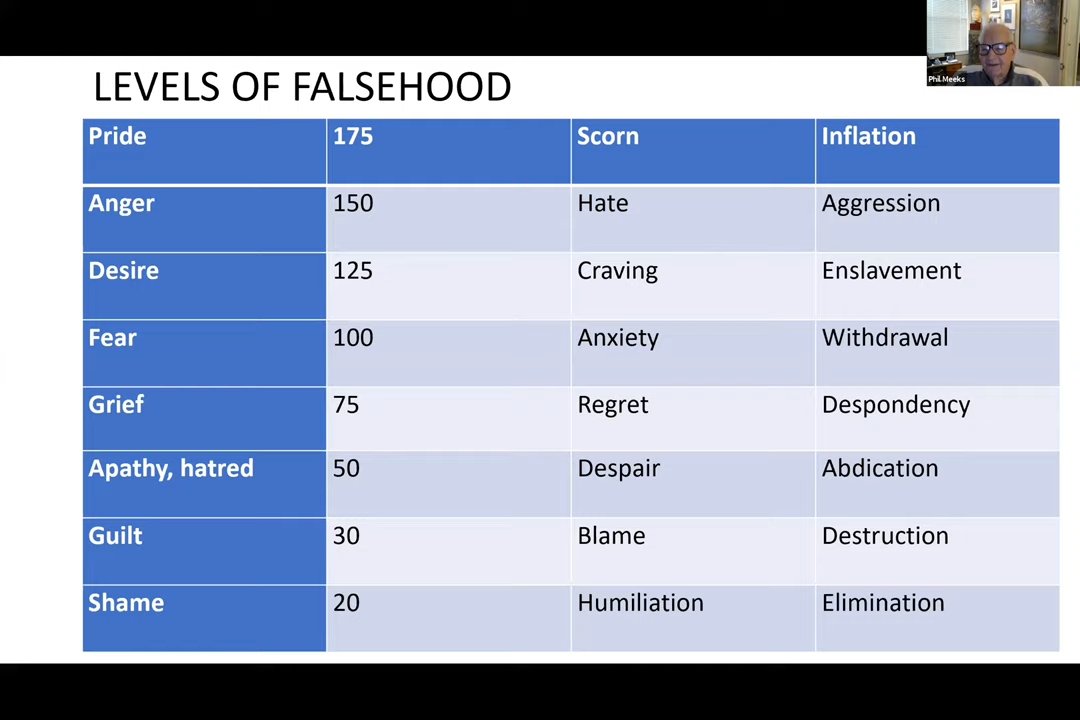 LEVELS OF FALSEHOOD
Phil Meeks
Pride 175 Scorn Inflation
Anger 150 Hate Aggression
Desire 125 Craving Enslavement
Fear 100 Anxiety Withdrawal
Grief 75 Regret Despondency
Apathy, hatred 50 Despair Abdication
Guilt 30 Blame Destruction
Shame 20 Humiliation Elimination